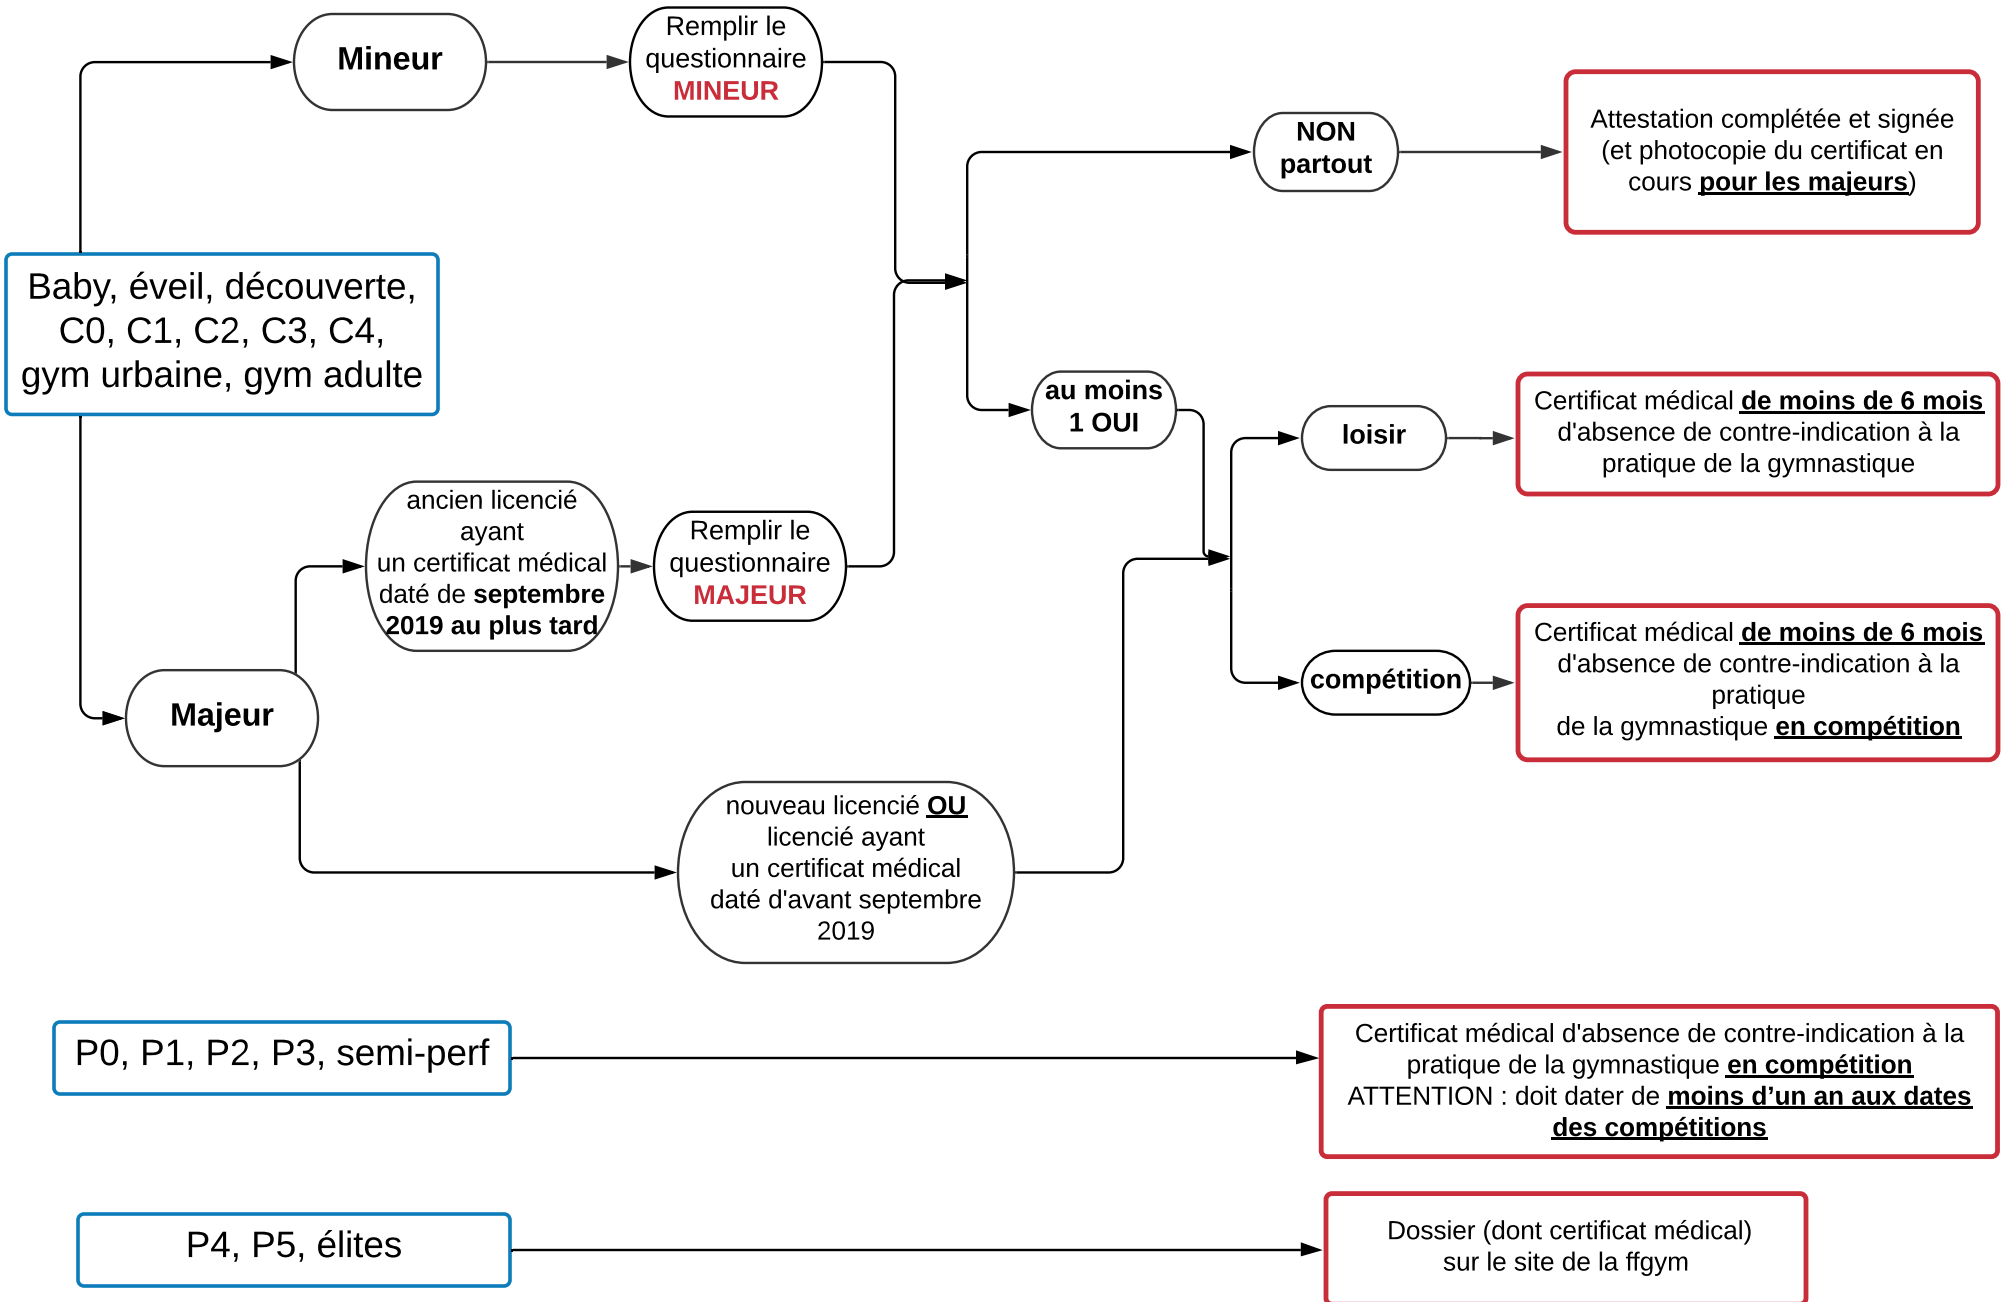 Mineur
Remplir le
questionnaire
MINEUR
NON
partout
Attestation complétée et signée
(et photocopie du certificat en
cours pour les majeurs)
Baby, éveil, découverte,
C0, C1, C2, C3, C4,
gym urbaine, gym adulte
au moins
1 OUI
loisir
Certificat médical de moins de 6 mois
d'absence de contre-indication à la
pratique de la gymnastique
ancien licencié
ayant
un certificat médical
daté de septembre
2019 au plus tard
Remplir le
questionnaire
MAJEUR
Majeur
compétition
Certificat médical de moins de 6 mois
d'absence de contre-indication à la
pratique
de la gymnastique en compétition
nouveau licencié OU
licencié ayant
un certificat médical
daté d'avant septembre
2019
P0, P1, P2, P3, semi-perf
Certificat médical d'absence de contre-indication à la
pratique de la gymnastique en compétition
ATTENTION : doit dater de moins d’un an aux dates
des compétitions
P4, P5, élites
Dossier (dont certificat médical)
sur le site de la ffgym